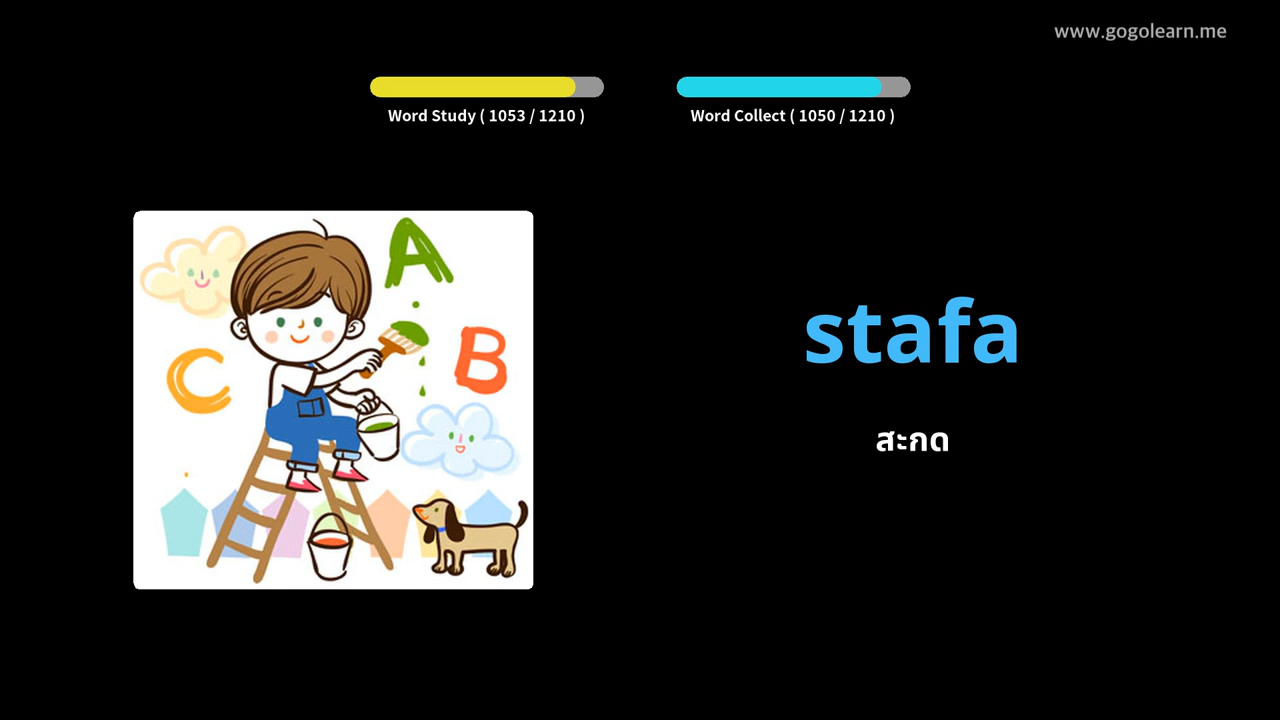 www.gogolearn.me
Word Study ( 1053 / 1210 )
Word Collect ( 1050 / 1210 )
A
B
C
stafa
สะกด